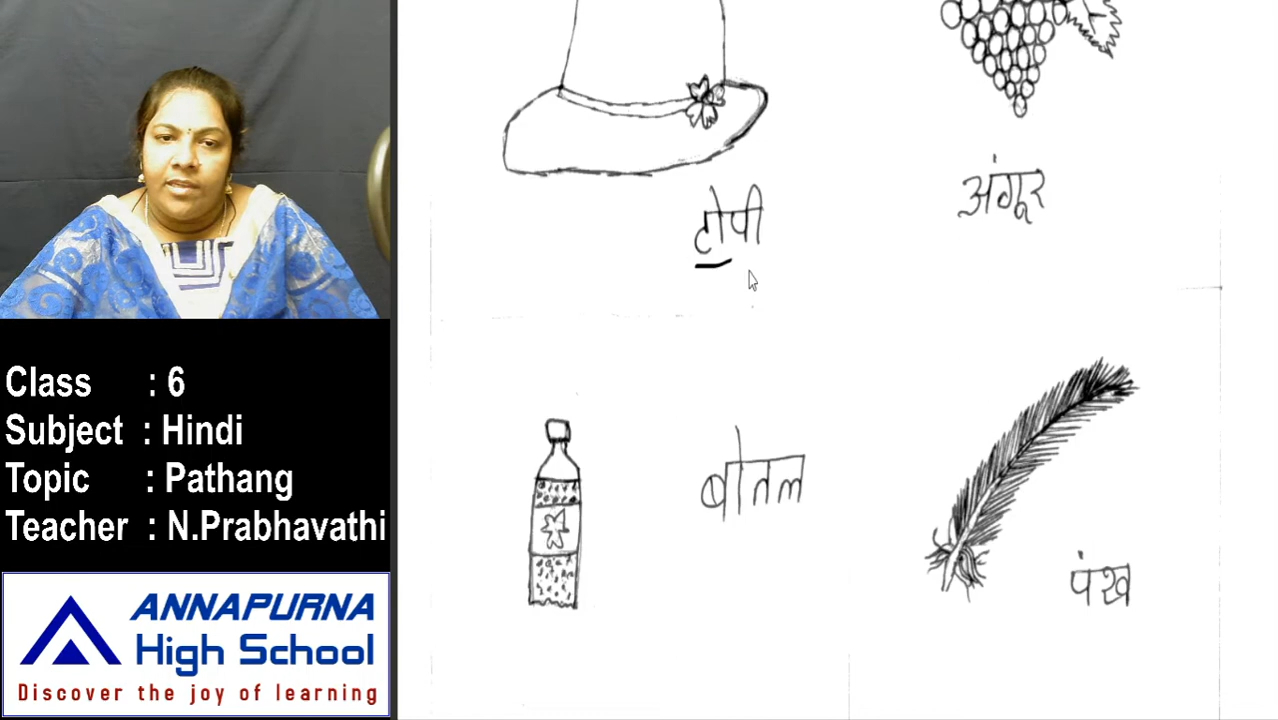 Class : 6
Subject : Hindi
Topic : Pathang
Teacher : N.Prabhavathi
ANNAPURNA
High School
Discover the joy of learning
टोपी
अंगूर
बोतल
पंख